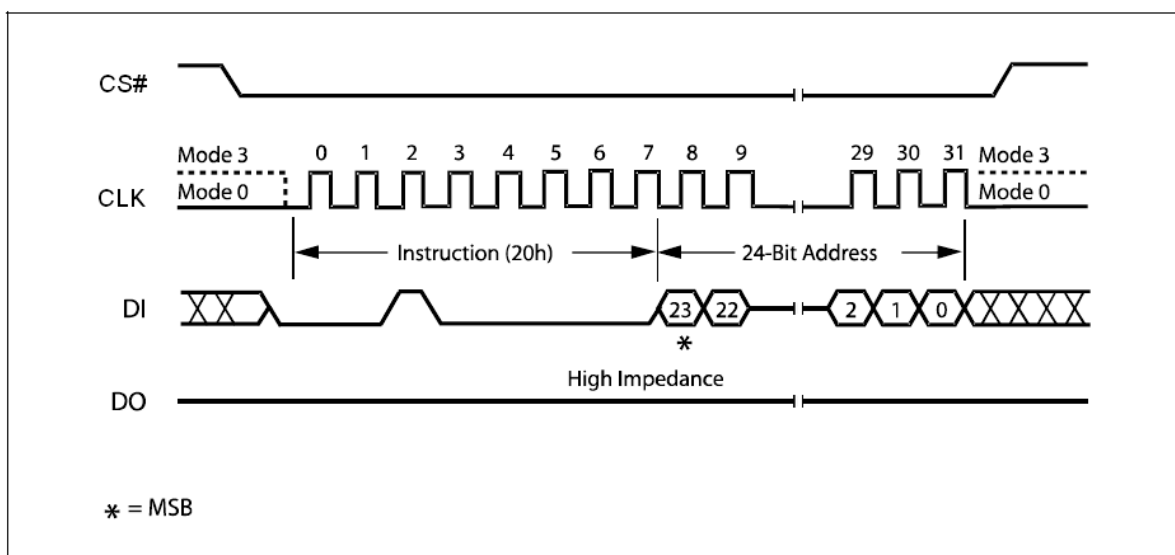 CS#
Mode 3 0 1 2 3 4 5 6 7 8 9 29 30 31 Mode 3
CLK Mode 0 Mode 0
Instruction (20h) 24-Bit Address
DI 23 22 2 1 0
*
High Impedance
DO
* = MSB